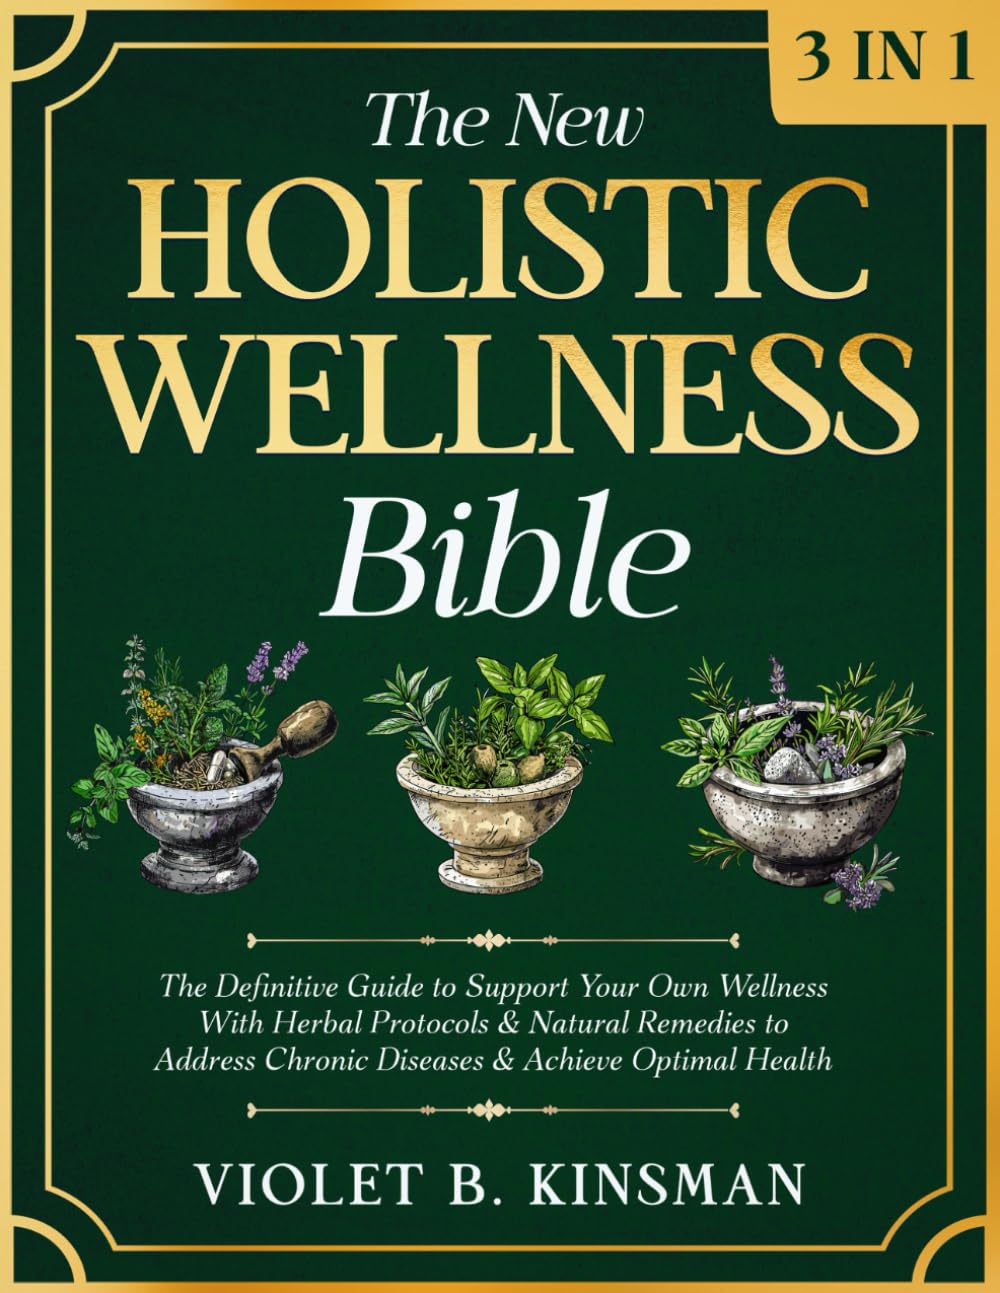 3 IN 1
The New
HOLISTIC
WELLNESS
Bible
The Definitive Guide to Support Your Own Wellness
With Herbal Protocols & Natural Remedies to
Address Chronic Diseases & Achieve Optimal Health
VIOLET B. KINSMAN